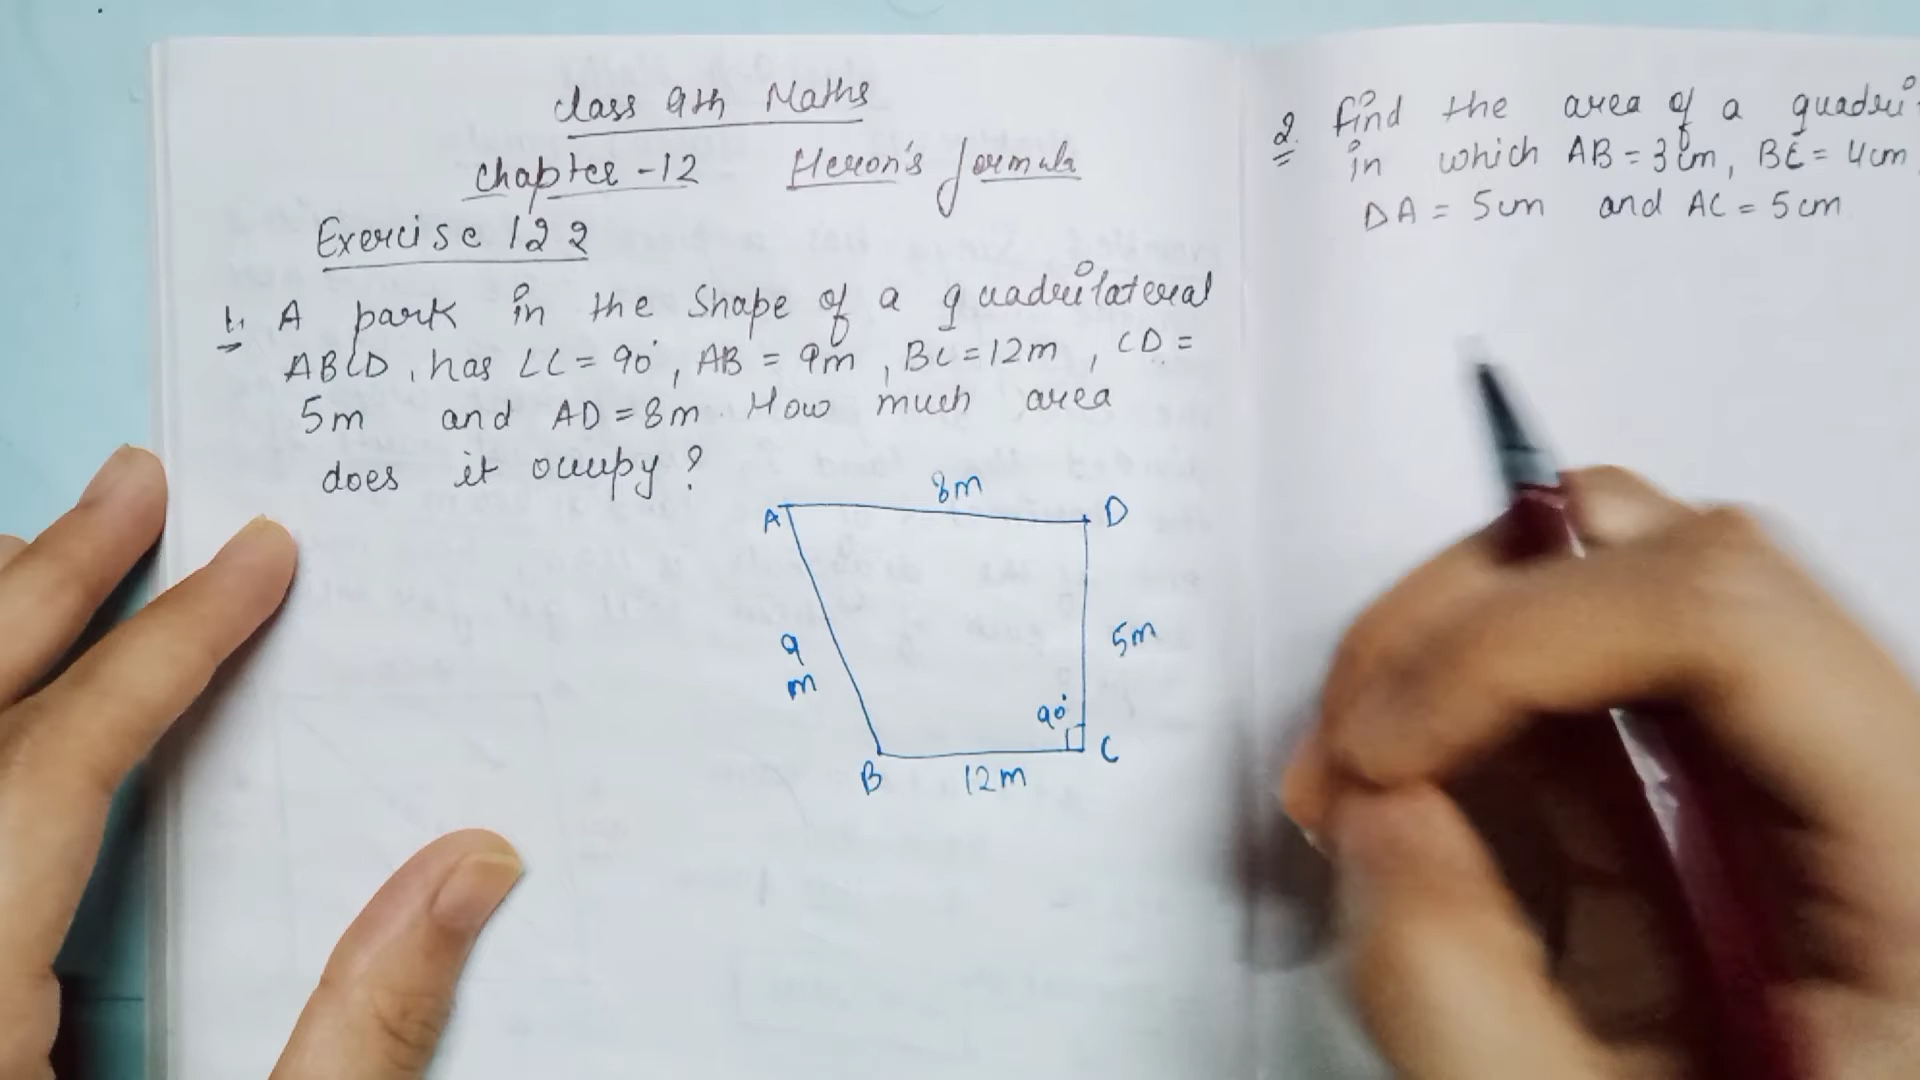 Class 9th Maths
Chapter-12 Heron's formula
Exercise 12.2
1. A park in the shape of a quadrilateral
ABCD, has ∠C = 90°, AB = 9m, BC = 12m, CD =
5m and AD = 8m. How much area
does it occupy?
8m
A D
9
m
5m
90°
B 12m C
2. find the area of a quadri
in which AB = 3cm, BC = 4cm,
DA = 5cm and AC = 5cm